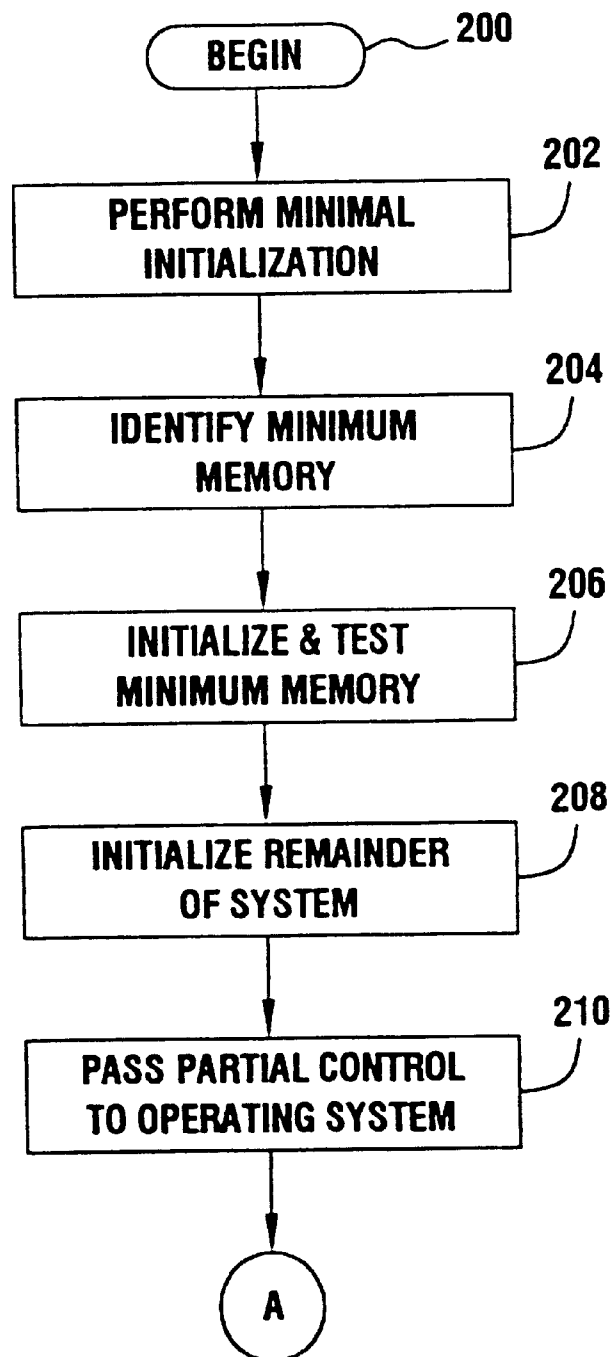 BEGIN
200
202
PERFORM MINIMAL
INITIALIZATION
204
IDENTIFY MINIMUM
MEMORY
206
INITIALIZE & TEST
MINIMUM MEMORY
208
INITIALIZE REMAINDER
OF SYSTEM
210
PASS PARTIAL CONTROL
TO OPERATING SYSTEM
A